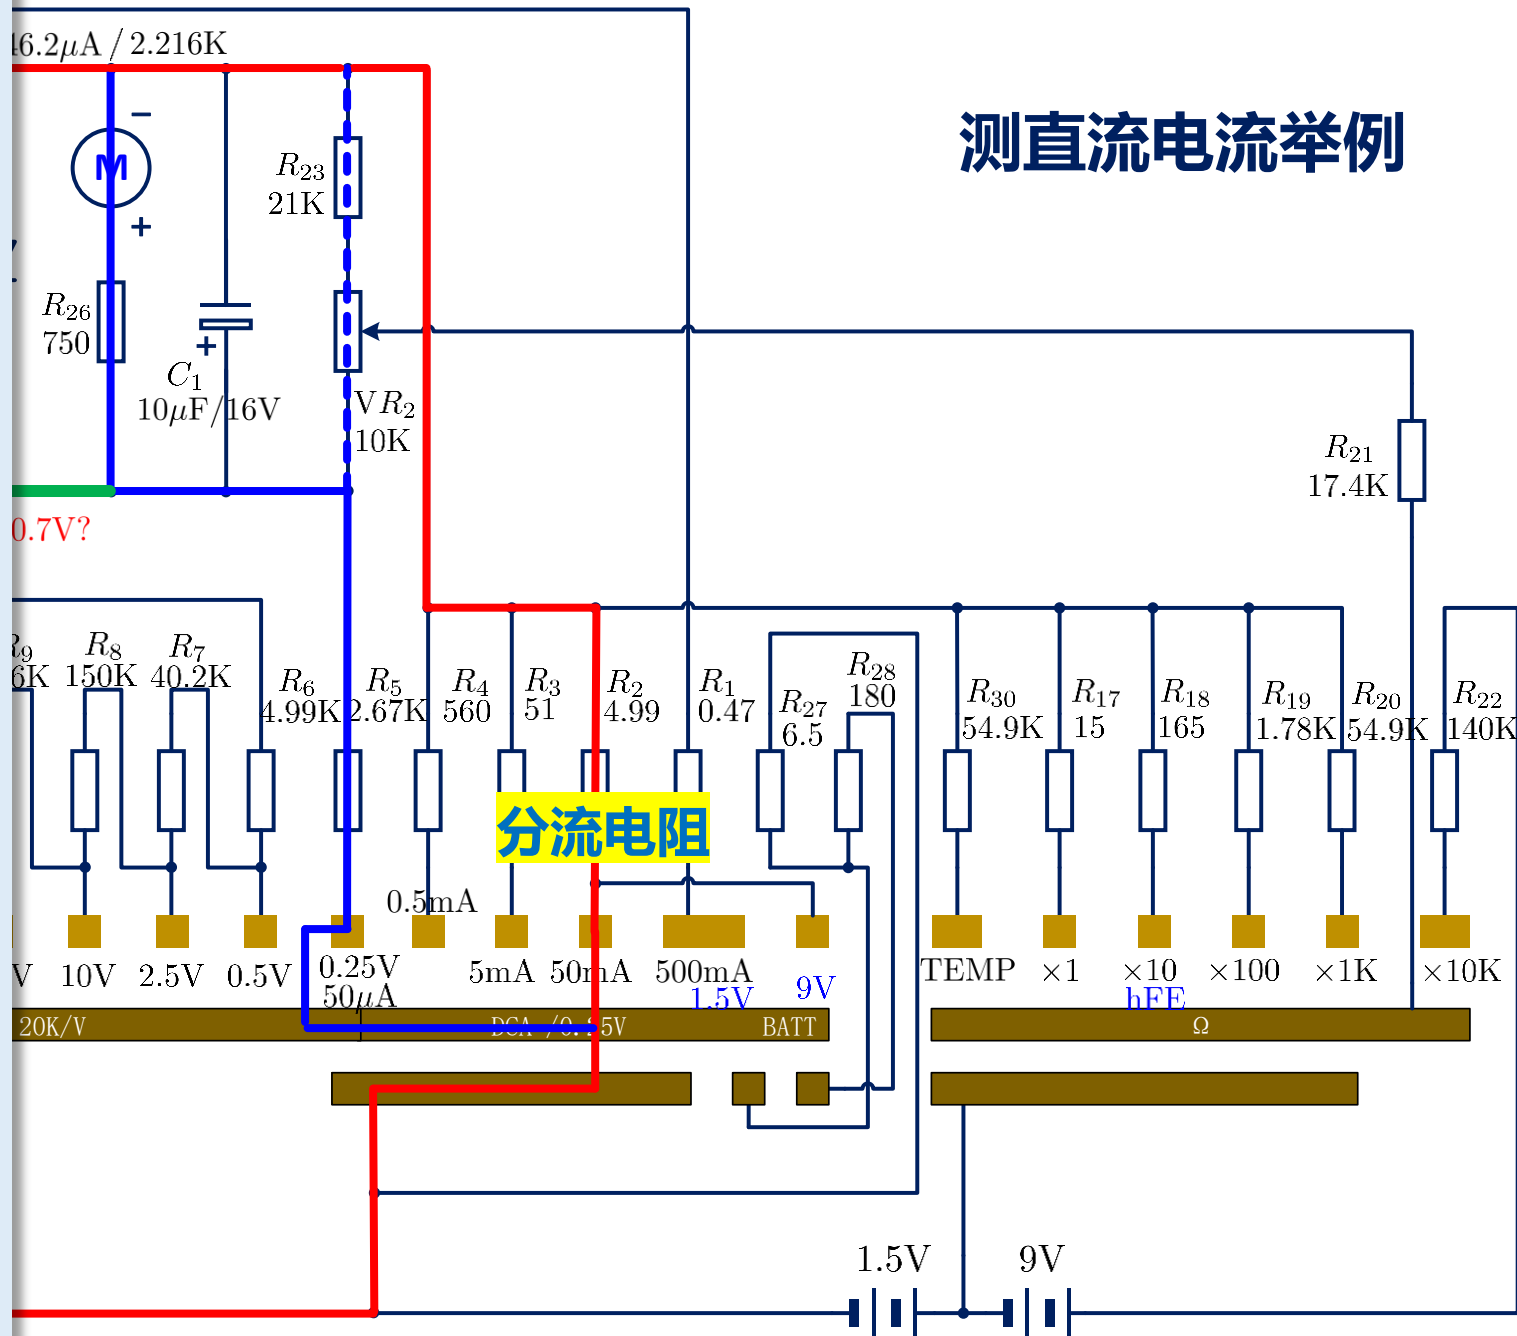 46.2μA / 2.216K
测直流电流举例
−
M
+
R23
21K
R26
750
+
C1
10μF/16V
VR2
10K
R21
17.4K
0.7V?
R9
6K
R8
150K
R7
40.2K
R6
4.99K
R5
2.67K
R4
560
R3
51
R2
4.99
R1
0.47
R27
6.5
R28
180
R30
54.9K
R17
15
R18
165
R19
1.78K
R20
54.9K
R22
140K
分流电阻
V
10V
2.5V
0.5V
0.25V
50μA
0.5mA
5mA
50mA
500mA
1.5V
9V
TEMP
×1
×10
hFE
×100
×1K
×10K
20K/V
DCA /0.25V
BATT
Ω
1.5V
9V